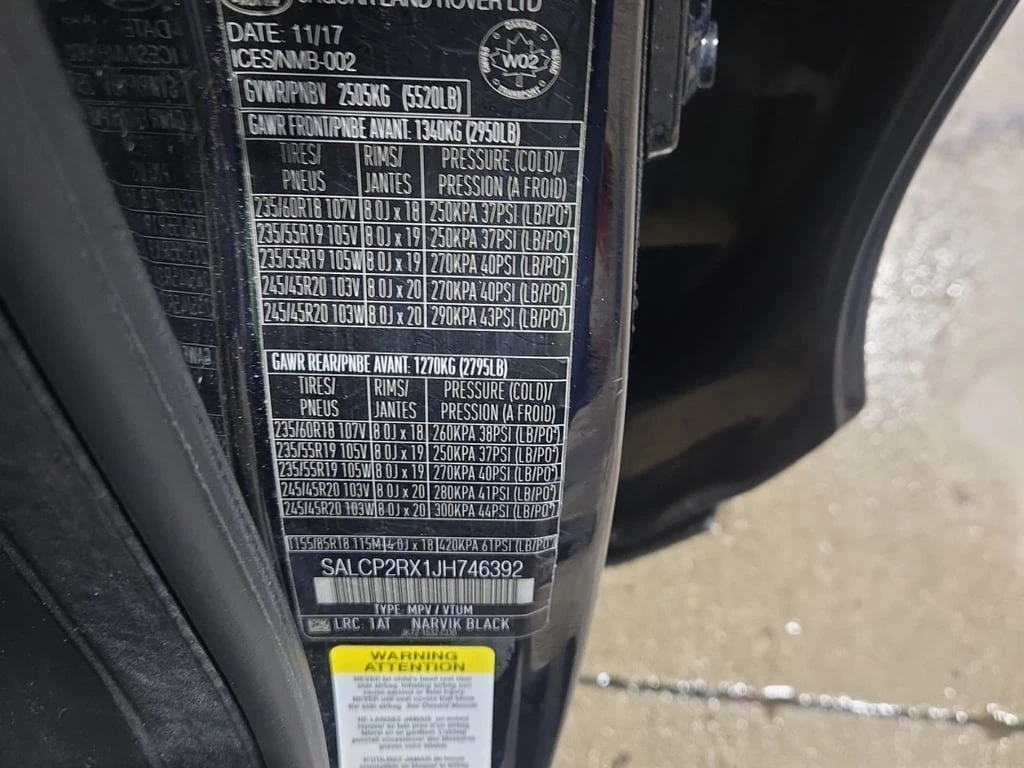 JAGUAR LAND ROVER LTD
DATE: 11/17
ICES/NMB-002
CANADA
W02
TRANSPORT
GVWR/PNBV 2505KG (5520LB)
GAWR FRONT/PNBE AVANT: 1340KG (2950LB)
TIRES/ RIMS/ PRESSURE (COLD)/
PNEUS JANTES PRESSION (A FROID)
235/60R18 107V 8.0J x 18 250KPA 37PSI (LB/PO²)
235/55R19 105V 8.0J x 19 250KPA 37PSI (LB/PO²)
235/55R19 105W 8.0J x 19 270KPA 40PSI (LB/PO²)
245/45R20 103V 8.0J x 20 270KPA 40PSI (LB/PO²)
245/45R20 103W 8.0J x 20 290KPA 43PSI (LB/PO²)
GAWR REAR/PNBE AVANT: 1270KG (2795LB)
TIRES/ RIMS/ PRESSURE (COLD)/
PNEUS JANTES PRESSION (A FROID)
235/60R18 107V 8.0J x 18 260KPA 38PSI (LB/PO²)
235/55R19 105V 8.0J x 19 250KPA 37PSI (LB/PO²)
235/55R19 105W 8.0J x 19 270KPA 40PSI (LB/PO²)
245/45R20 103V 8.0J x 20 280KPA 41PSI (LB/PO²)
245/45R20 103W 8.0J x 20 300KPA 44PSI (LB/PO²)
T155/85R18 115M 4.0J x 18 420KPA 61PSI (LB/PO²)
SALCP2RX1JH746392
TYPE: MPV / VTUM
LRC: 1AT NARVIK BLACK
WARNING
ATTENTION